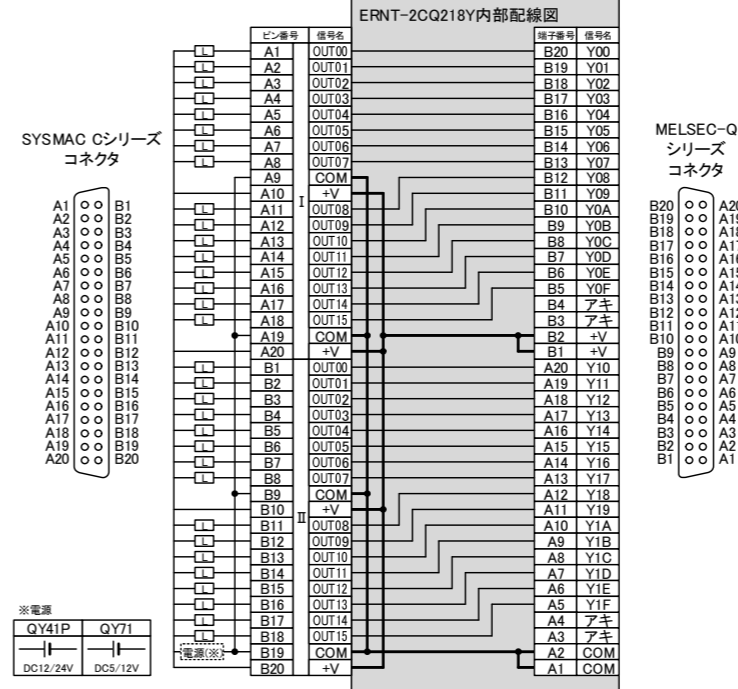 ERNT-2CQ218Y内部配線図
ピン番号 信号名 端子番号 信号名
L A1 OUT00 B20 Y00
L A2 OUT01 B19 Y01
L A3 OUT02 B18 Y02
L A4 OUT03 B17 Y03
L A5 OUT04 B16 Y04
L A6 OUT05 B15 Y05
L A7 OUT06 B14 Y06
L A8 OUT07 B13 Y07
A9 COM B12 Y08
A10 +V B11 Y09
I
L A11 OUT08 B10 Y0A
L A12 OUT09 B9 Y0B
L A13 OUT10 B8 Y0C
L A14 OUT11 B7 Y0D
L A15 OUT12 B6 Y0E
L A16 OUT13 B5 Y0F
L A17 OUT14 B4 アキ
L A18 OUT15 B3 アキ
A19 COM B2 +V
A20 +V B1 +V
L B1 OUT00 A20 Y10
L B2 OUT01 A19 Y11
L B3 OUT02 A18 Y12
L B4 OUT03 A17 Y13
L B5 OUT04 A16 Y14
L B6 OUT05 A15 Y15
L B7 OUT06 A14 Y16
L B8 OUT07 A13 Y17
B9 COM A12 Y18
B10 +V A11 Y19
II
L B11 OUT08 A10 Y1A
L B12 OUT09 A9 Y1B
L B13 OUT10 A8 Y1C
L B14 OUT11 A7 Y1D
L B15 OUT12 A6 Y1E
L B16 OUT13 A5 Y1F
L B17 OUT14 A4 アキ
L B18 OUT15 A3 アキ
電源(※) B19 COM A2 COM
B20 +V A1 COM
SYSMAC Cシリーズ
コネクタ
A1 B1
A2 B2
A3 B3
A4 B4
A5 B5
A6 B6
A7 B7
A8 B8
A9 B9
A10 B10
A11 B11
A12 B12
A13 B13
A14 B14
A15 B15
A16 B16
A17 B17
A18 B18
A19 B19
A20 B20
MELSEC-Q
シリーズ
コネクタ
B20 A20
B19 A19
B18 A18
B17 A17
B16 A16
B15 A15
B14 A14
B13 A13
B12 A12
B11 A11
B10 A10
B9 A9
B8 A8
B7 A7
B6 A6
B5 A5
B4 A4
B3 A3
B2 A2
B1 A1
※電源
QY41P QY71
DC12/24V DC5/12V